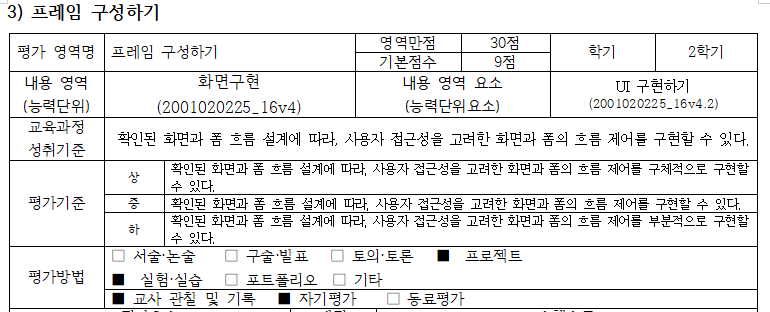 3) 프레임 구성하기
평가 영역명 프레임 구성하기 영역만점 30점 학기 2학기
기본점수 9점
내용 영역 (능력단위) 화면구현 (2001020225_16v4) 내용 영역 요소 (능력단위요소) UI 구현하기 (2001020225_16v4.2)
교육과정 성취기준 확인된 화면과 폼 흐름 설계에 따라, 사용자 접근성을 고려한 화면과 폼의 흐름 제어를 구현할 수 있다.
평가기준
상 확인된 화면과 폼 흐름 설계에 따라, 사용자 접근성을 고려한 화면과 폼의 흐름 제어를 구체적으로 구현할
수 있다.
중 확인된 화면과 폼 흐름 설계에 따라, 사용자 접근성을 고려한 화면과 폼의 흐름 제어를 구현할 수 있다.
하 확인된 화면과 폼 흐름 설계에 따라, 사용자 접근성을 고려한 화면과 폼의 흐름 제어를 부분적으로 구현할
수 있다.
평가방법
□ 서술·논술 □ 구술·발표 □ 토의·토론 ■ 프로젝트
■ 실험·실습 □ 포트폴리오 □ 기타
■ 교사 관찰 및 기록 ■ 자기평가 □ 동료평가